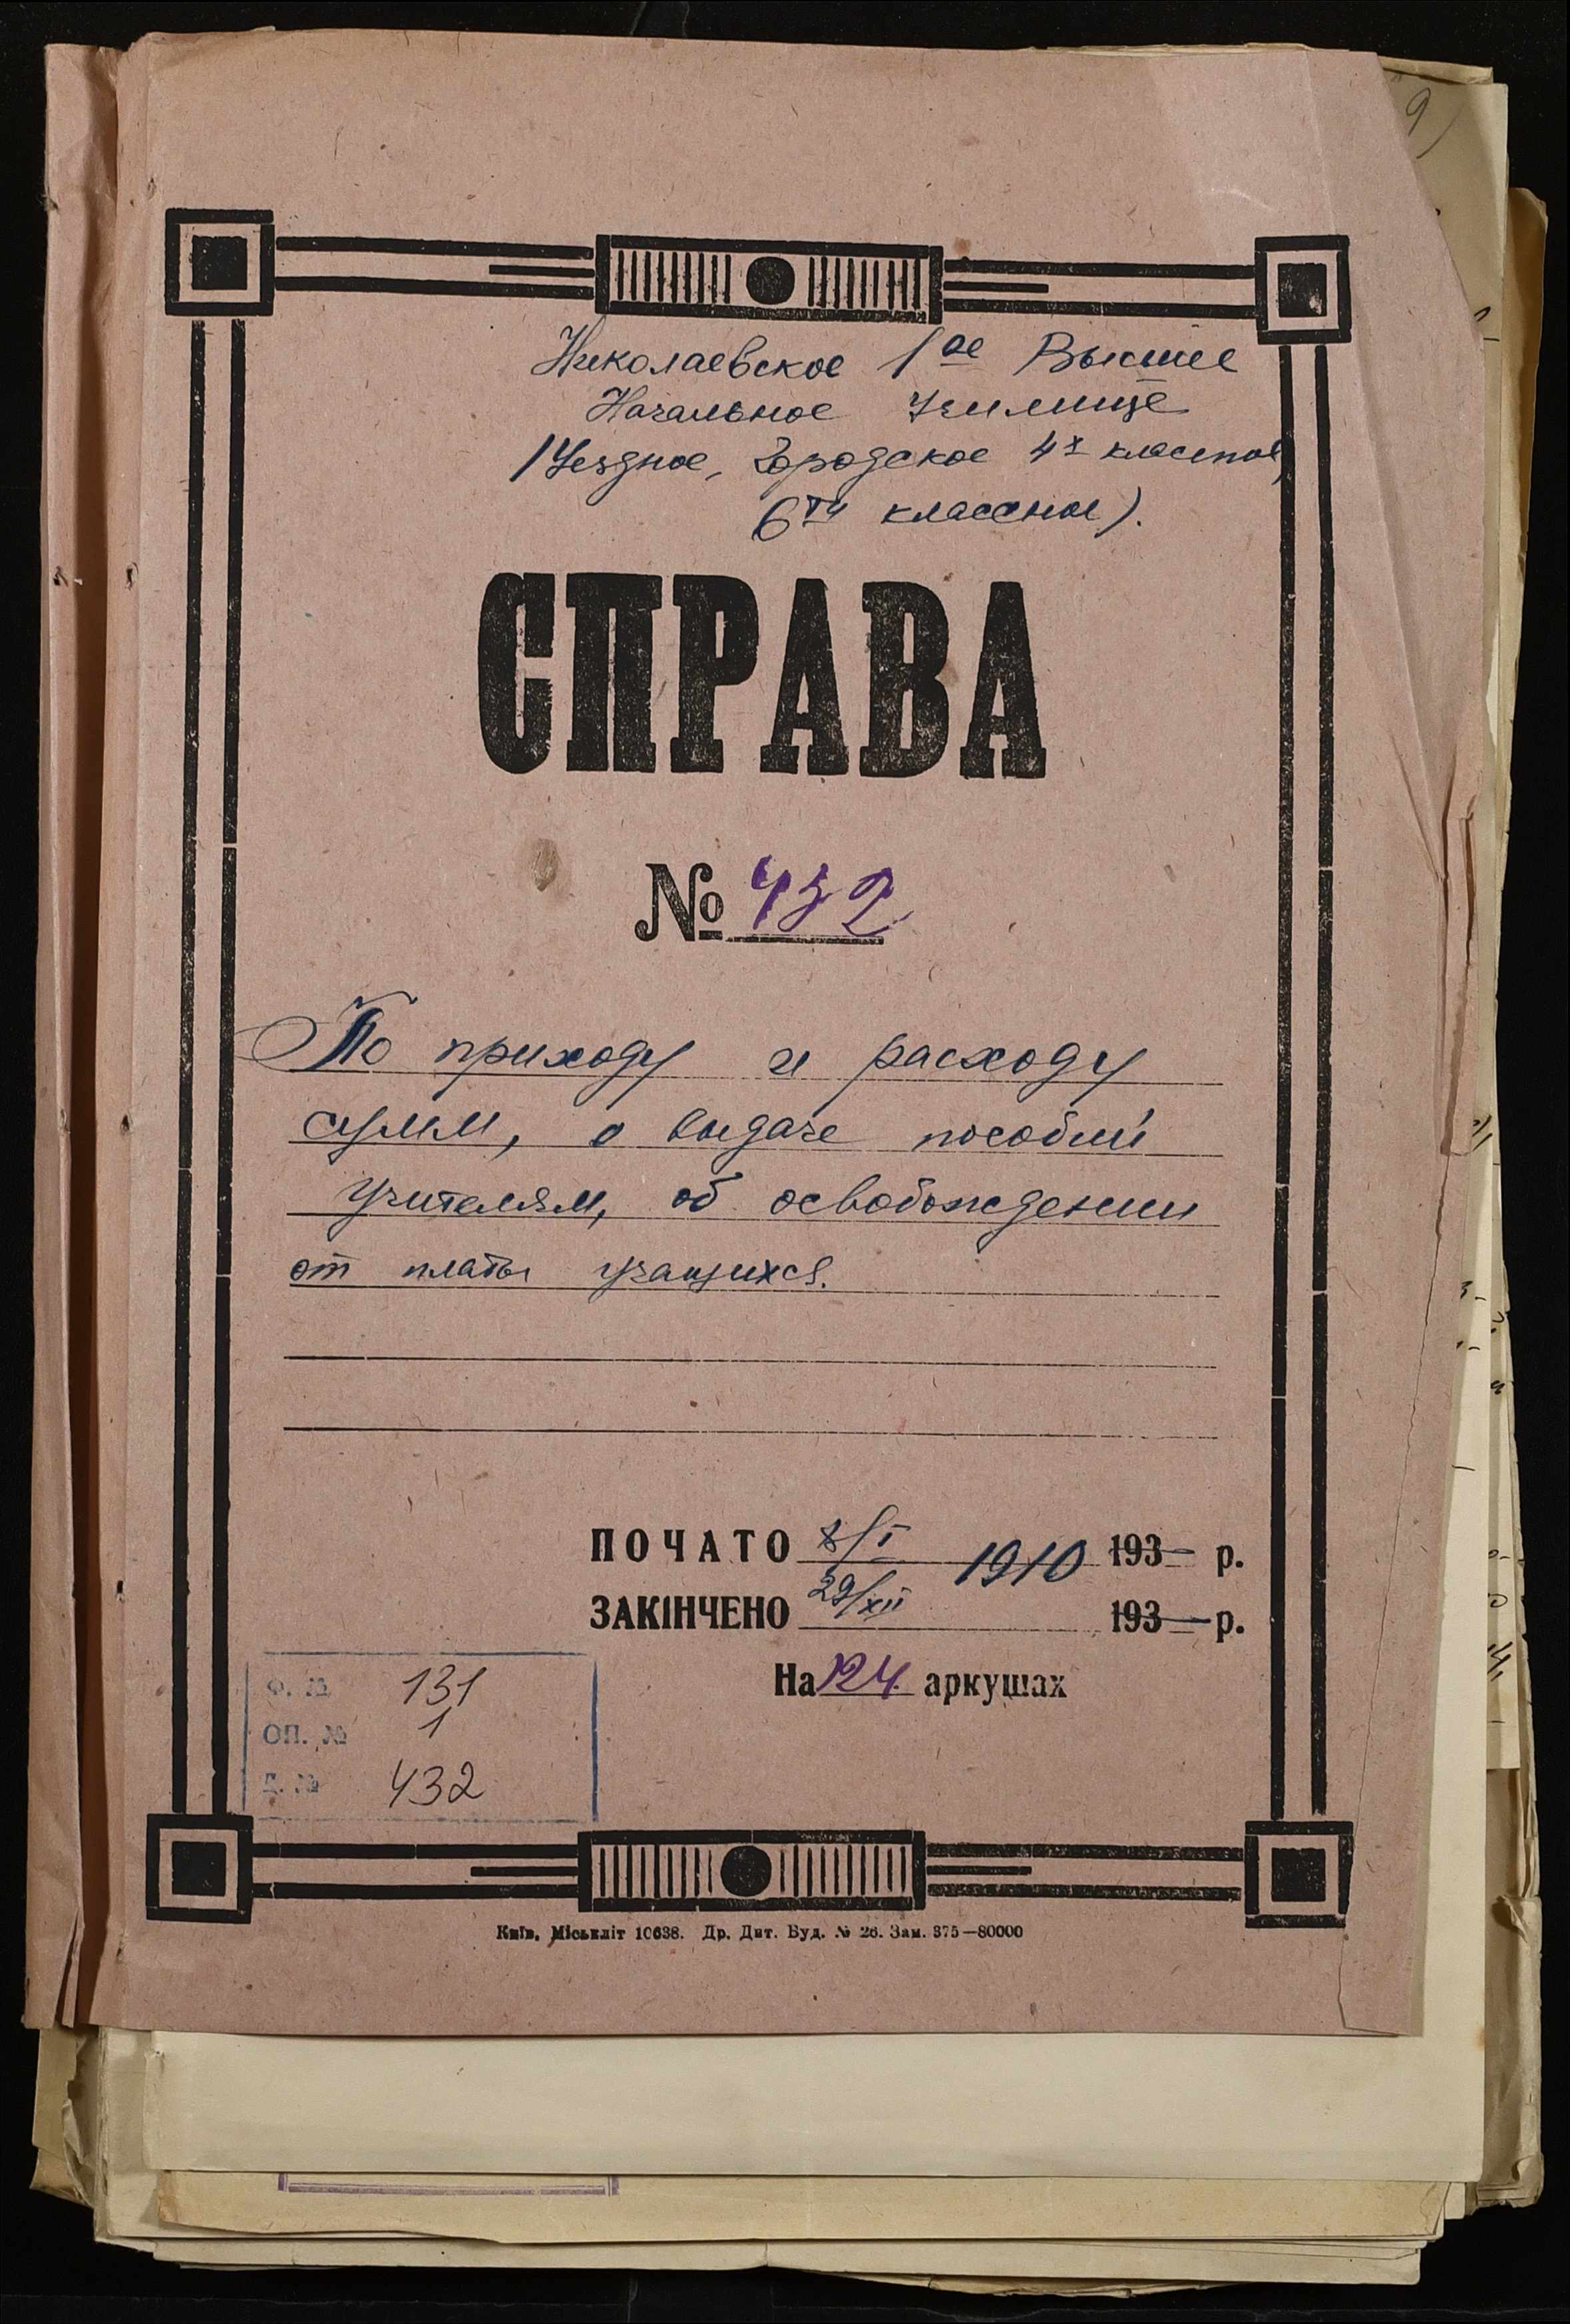 Николаевское 1ое Высшее
Начальное училище
(Уездное, Городское 4х классное,
6ти классное).
СПРАВА
№ 432
По приходу и расходу
сумм, о выдаче пособий
учителям, об освобождении
от платы учащихся.
ПОЧАТО 8/I 1910 193 р.
ЗАКІНЧЕНО 29/XII 193 р.
На 124 аркушах
Ф. № 131
ОП. № 1
Д. № 432
Київ, Міськліт 10638. Др. Дит. Буд. № 26. Зам. 375—80000